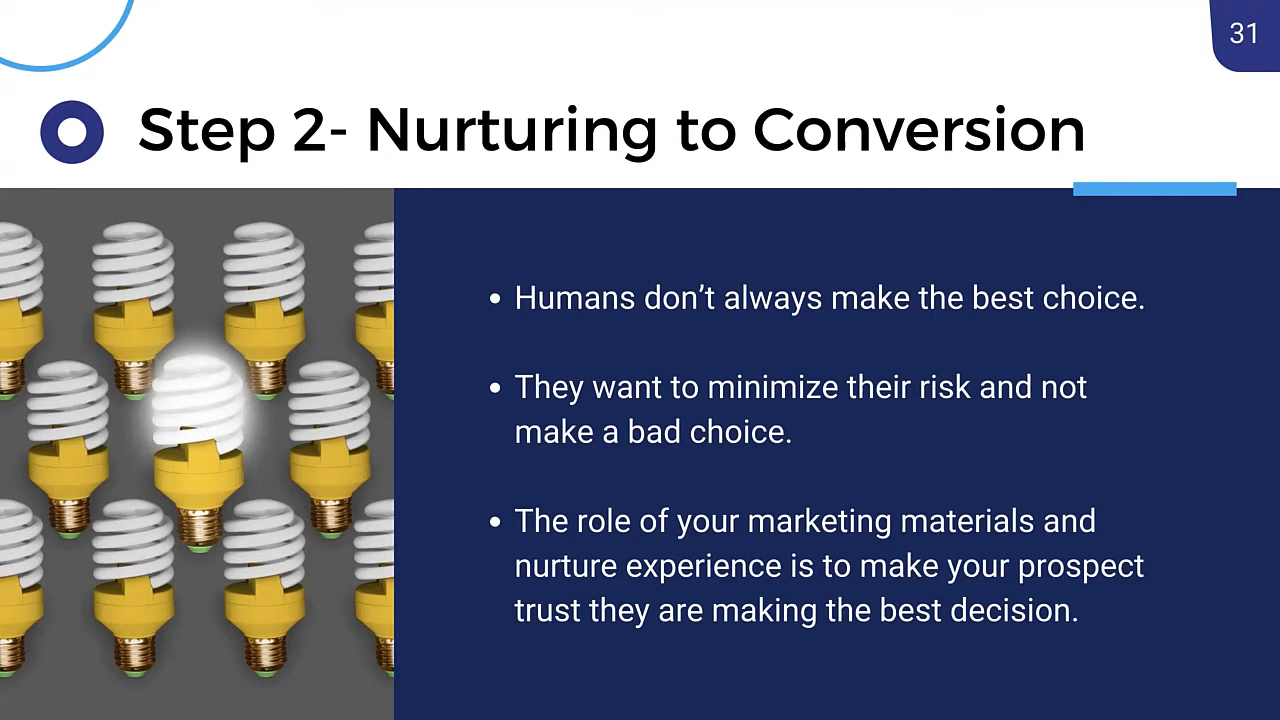 31
Step 2- Nurturing to Conversion
• Humans don’t always make the best choice.
• They want to minimize their risk and not
make a bad choice.
• The role of your marketing materials and
nurture experience is to make your prospect
trust they are making the best decision.